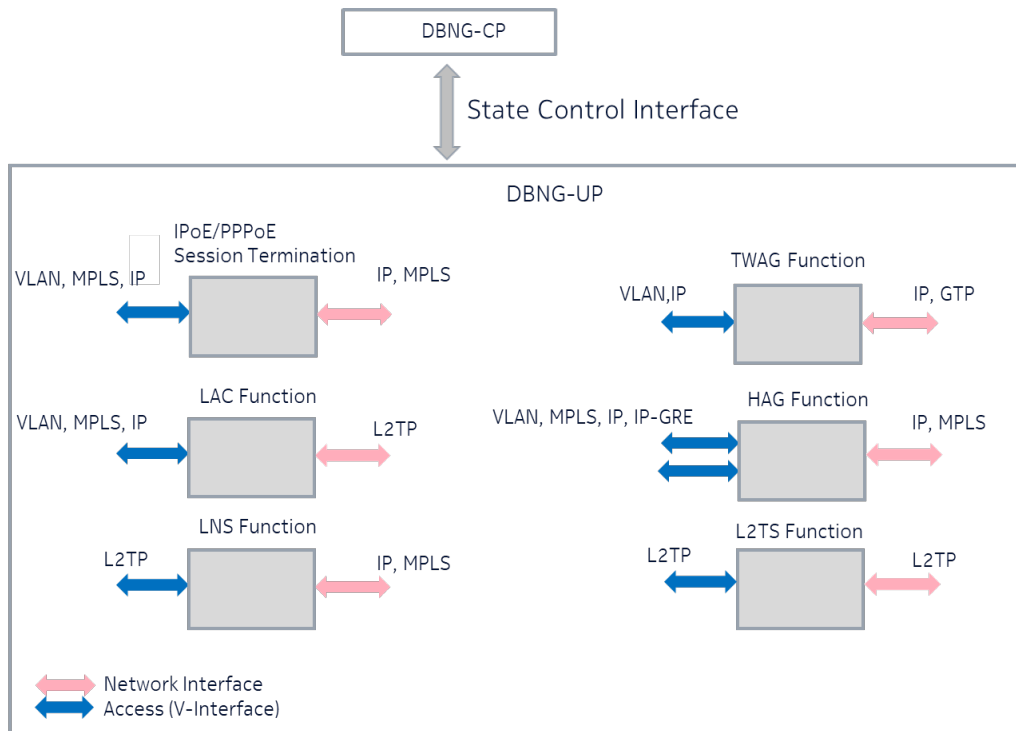 DBNG-CP
State Control Interface
DBNG-UP
IPoE/PPPoE
Session Termination
VLAN, MPLS, IP
IP, MPLS
TWAG Function
VLAN,IP
IP, GTP
LAC Function
VLAN, MPLS, IP
L2TP
HAG Function
VLAN, MPLS, IP, IP-GRE
IP, MPLS
LNS Function
L2TP
IP, MPLS
L2TS Function
L2TP
L2TP
Network Interface
Access (V-Interface)